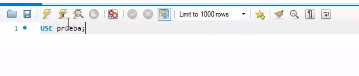 Limit to 1000 rows
1
USE prueba;